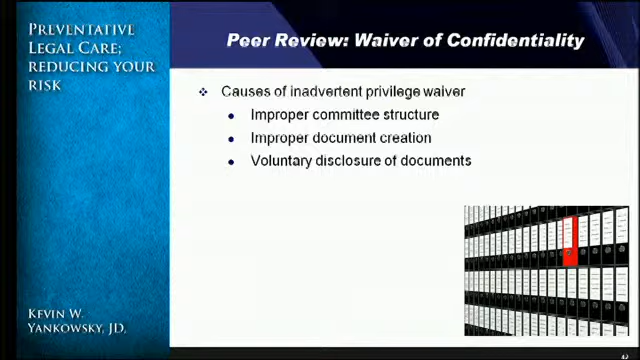 PREVENTATIVE
LEGAL CARE;
REDUCING YOUR
RISK
Peer Review: Waiver of Confidentiality
Causes of inadvertent privilege waiver
Improper committee structure
Improper document creation
Voluntary disclosure of documents
KEVIN W.
YANKOWSKY, JD,